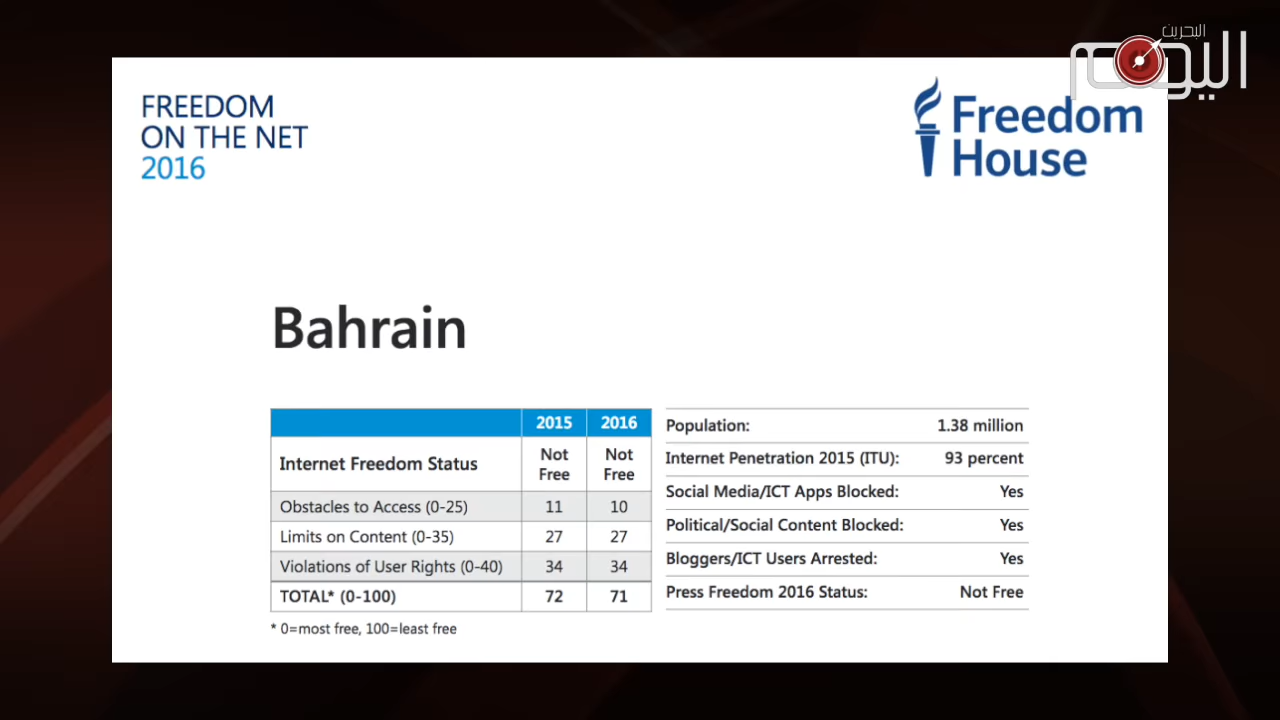 البحرين
اليوم
FREEDOM
ON THE NET
2016
Freedom
House
Bahrain
2015 2016
Internet Freedom Status Not Free Not Free
Obstacles to Access (0-25) 11 10
Limits on Content (0-35) 27 27
Violations of User Rights (0-40) 34 34
TOTAL* (0-100) 72 71
* 0=most free, 100=least free
Population: 1.38 million
Internet Penetration 2015 (ITU): 93 percent
Social Media/ICT Apps Blocked: Yes
Political/Social Content Blocked: Yes
Bloggers/ICT Users Arrested: Yes
Press Freedom 2016 Status: Not Free